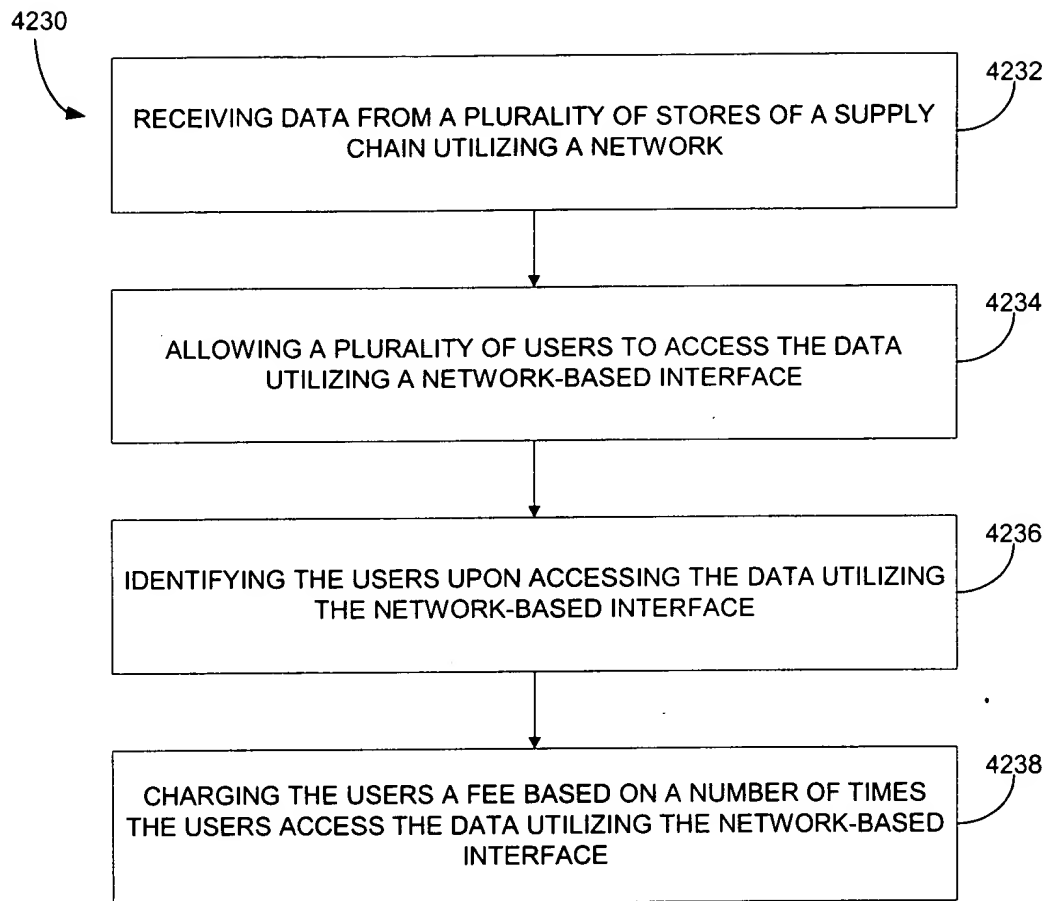 4230
4232
RECEIVING DATA FROM A PLURALITY OF STORES OF A SUPPLY
CHAIN UTILIZING A NETWORK
4234
ALLOWING A PLURALITY OF USERS TO ACCESS THE DATA
UTILIZING A NETWORK-BASED INTERFACE
4236
IDENTIFYING THE USERS UPON ACCESSING THE DATA UTILIZING
THE NETWORK-BASED INTERFACE
4238
CHARGING THE USERS A FEE BASED ON A NUMBER OF TIMES
THE USERS ACCESS THE DATA UTILIZING THE NETWORK-BASED
INTERFACE